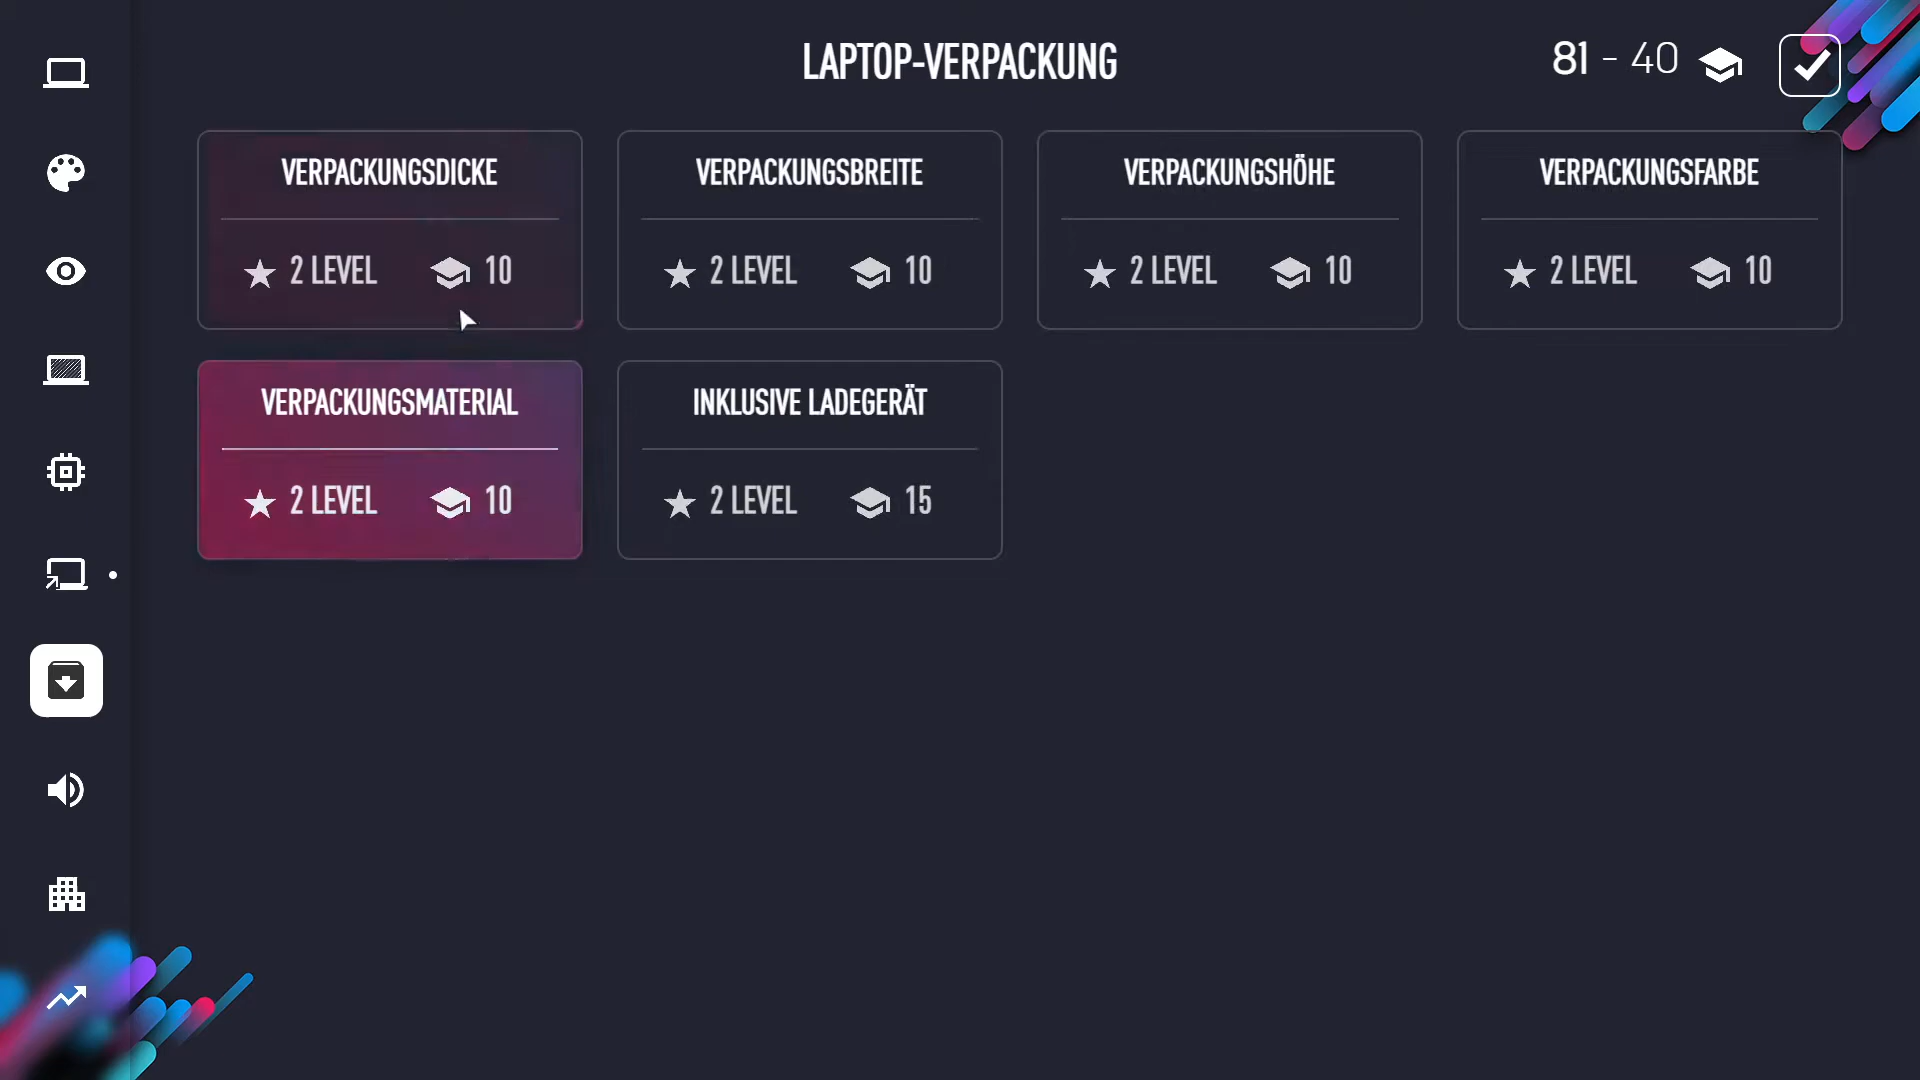 LAPTOP-VERPACKUNG
81 - 40
VERPACKUNGSDICKE
2 LEVEL 10
VERPACKUNGSBREITE
2 LEVEL 10
VERPACKUNGSHÖHE
2 LEVEL 10
VERPACKUNGSFARBE
2 LEVEL 10
VERPACKUNGSMATERIAL
2 LEVEL 10
INKLUSIVE LADEGERÄT
2 LEVEL 15